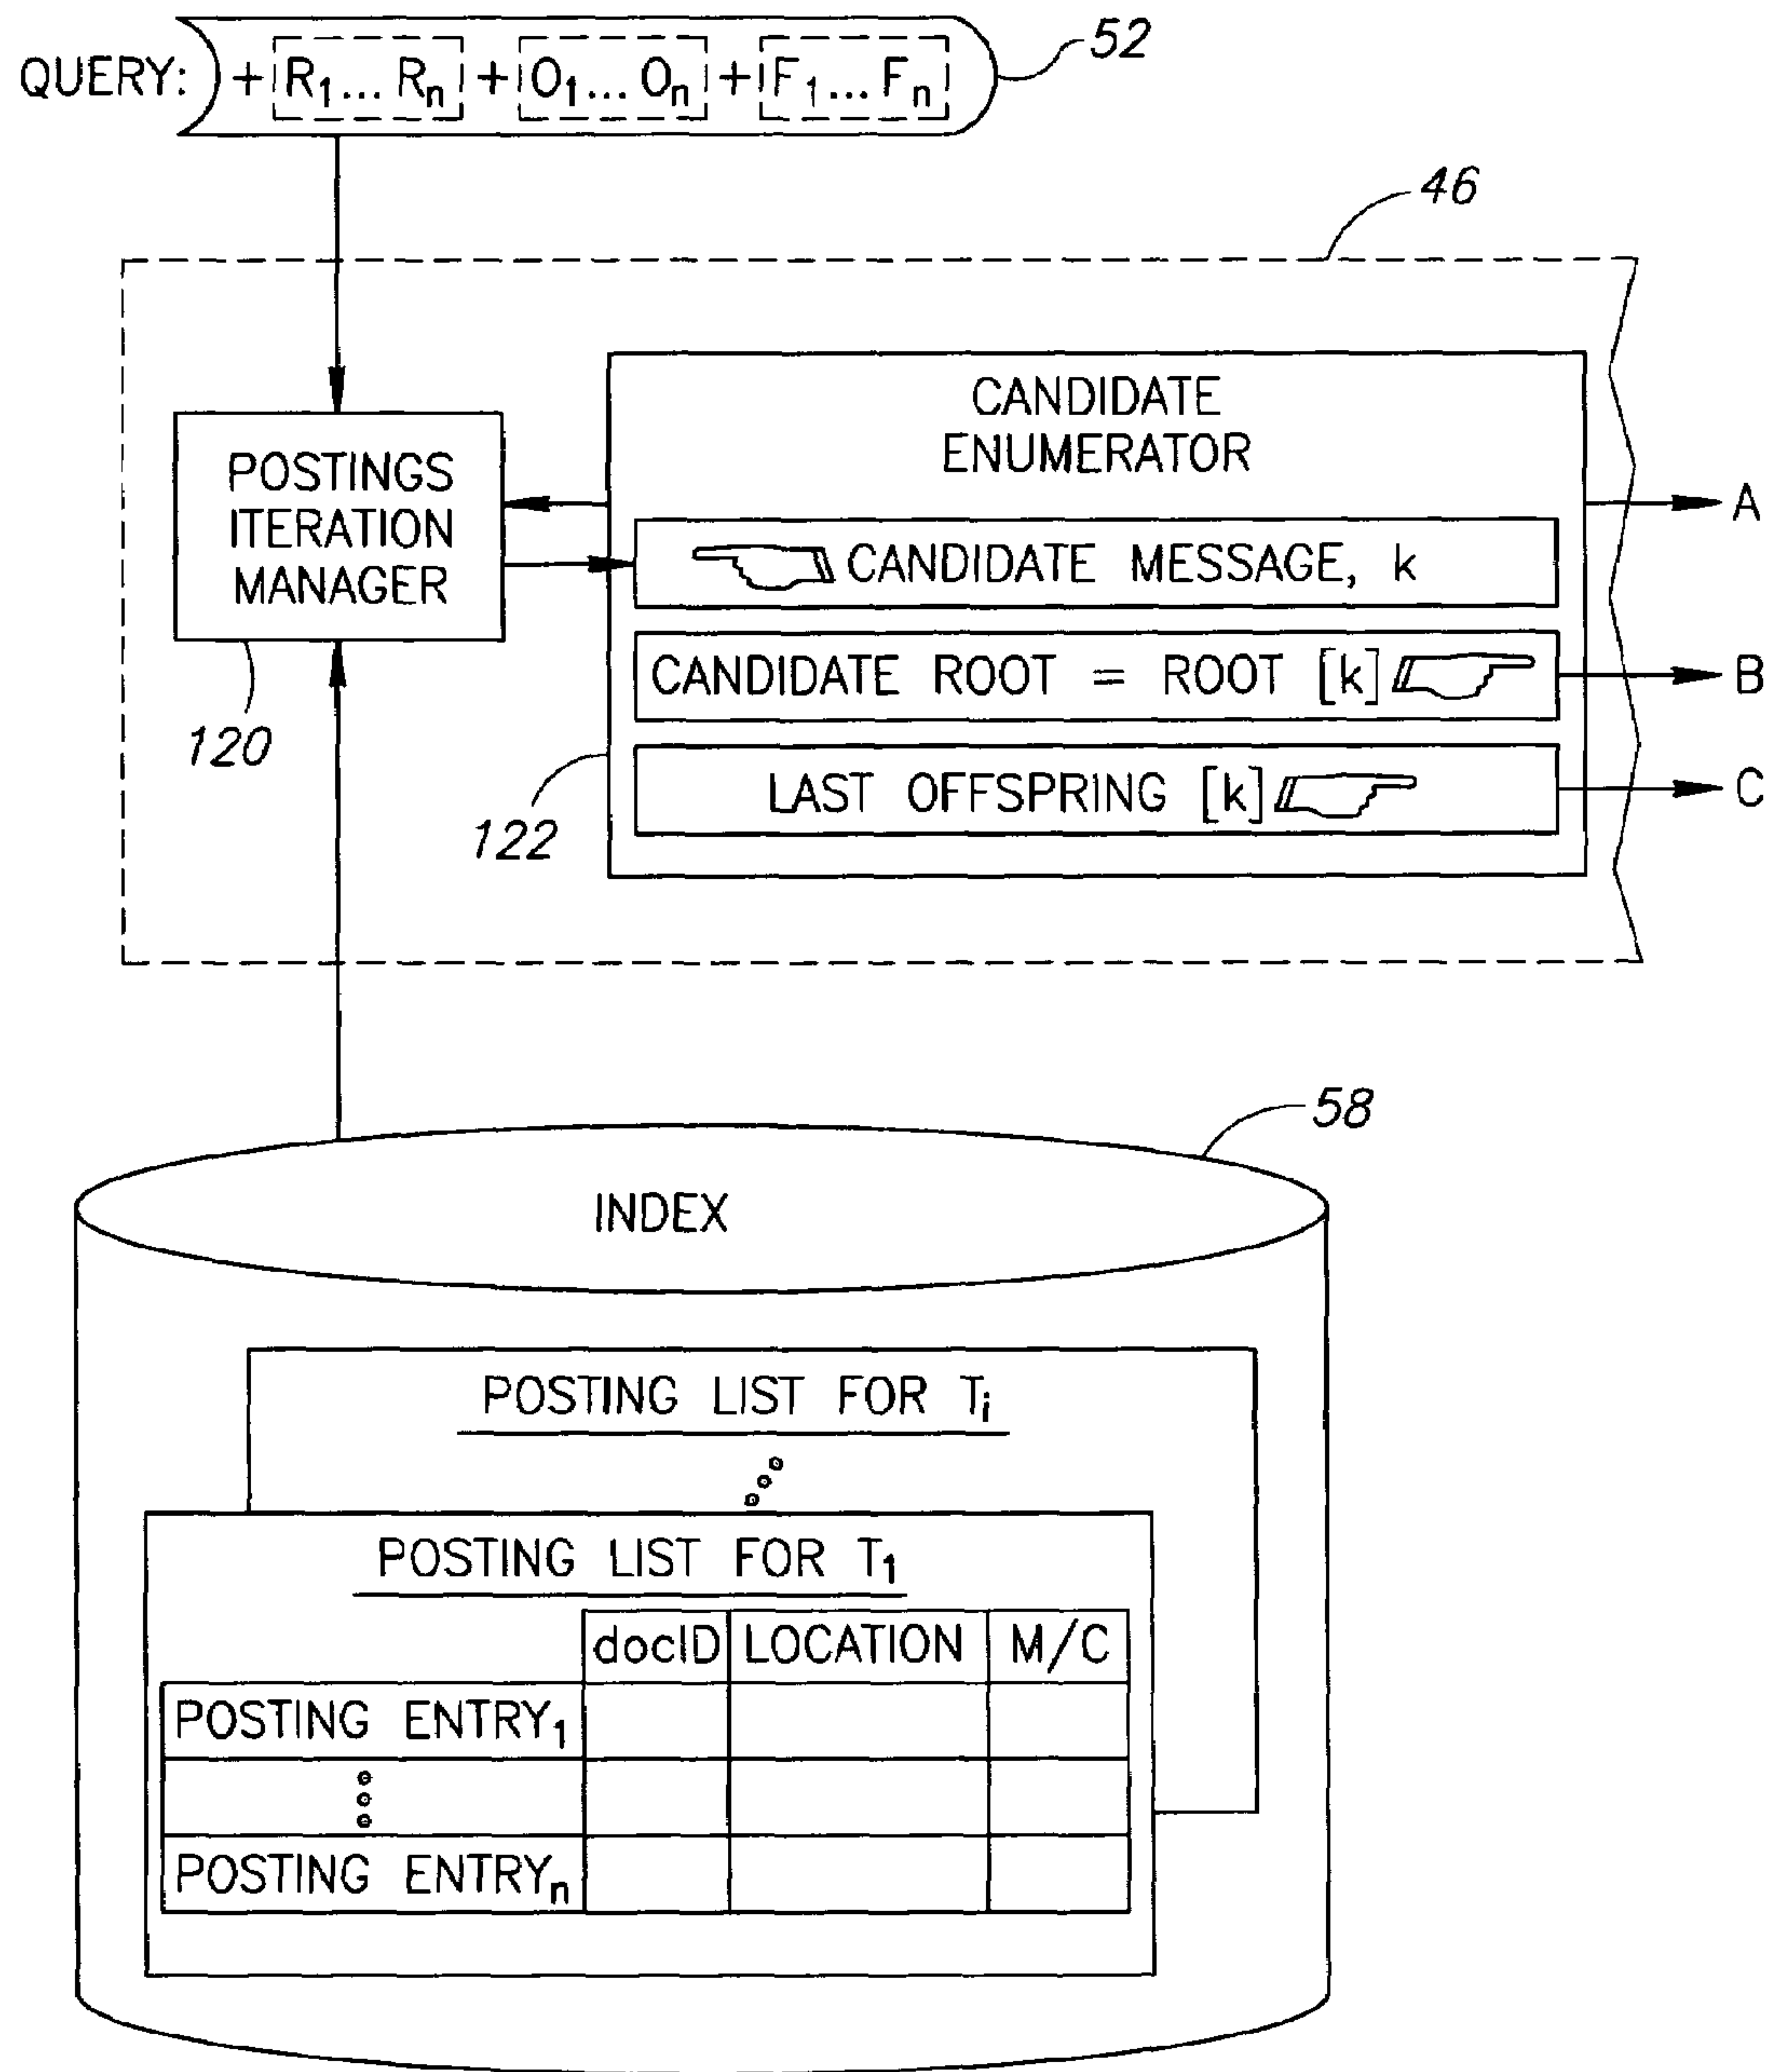 QUERY: + R₁... Rₙ + O₁... Oₙ + F₁... Fₙ
52
46
CANDIDATE
ENUMERATOR
POSTINGS
ITERATION
MANAGER
A
CANDIDATE MESSAGE, k
CANDIDATE ROOT = ROOT [k]
B
120
LAST OFFSPRING [k]
C
122
58
INDEX
POSTING LIST FOR Tᵢ
POSTING LIST FOR T₁
docID LOCATION M/C
POSTING ENTRY₁
POSTING ENTRYₙ